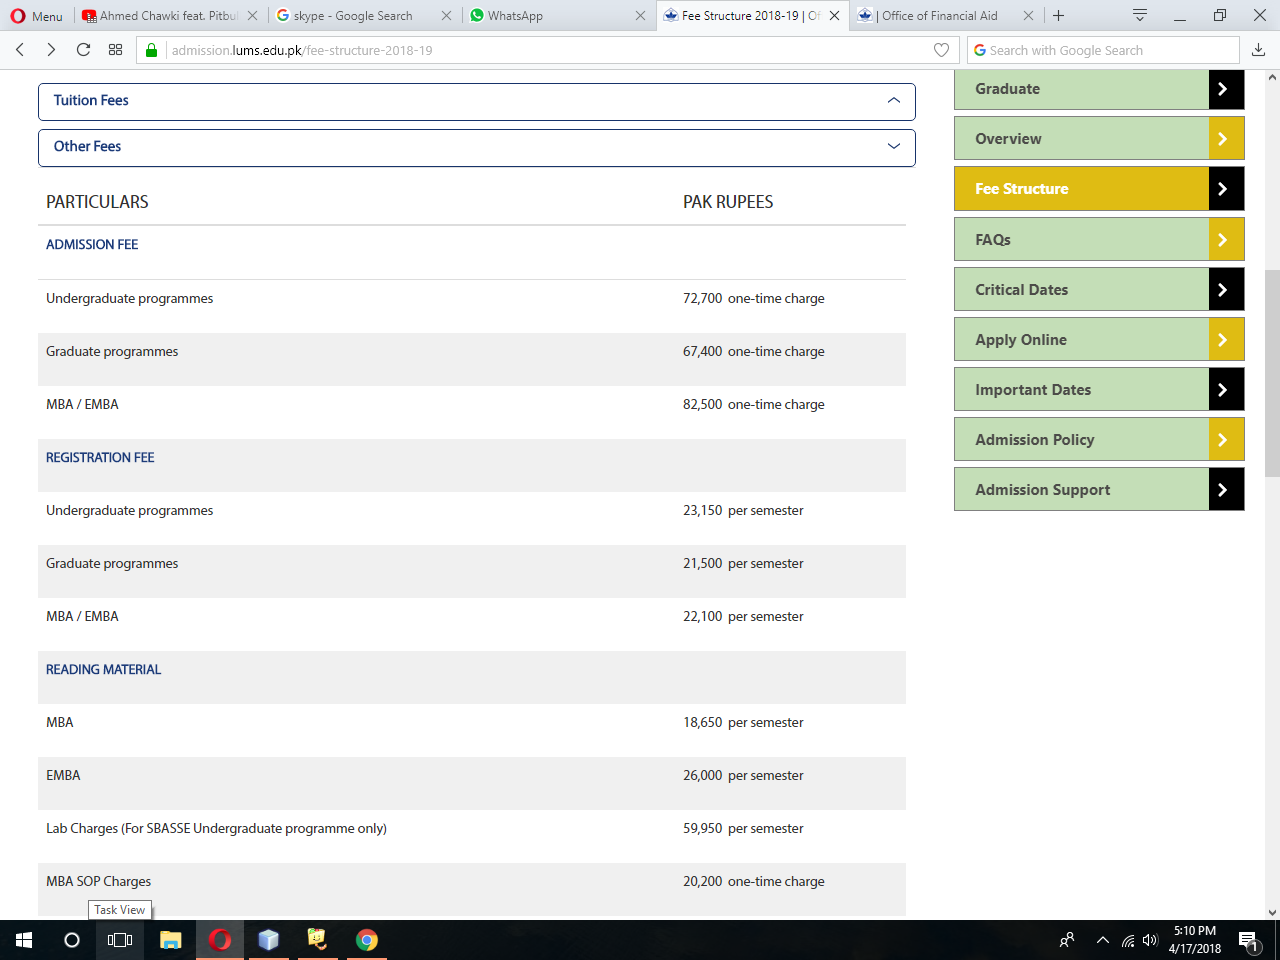 Menu
Ahmed Chawki feat. Pitbu
skype - Google Search
WhatsApp
Fee Structure 2018-19 | Of
| Office of Financial Aid
admission.lums.edu.pk/fee-structure-2018-19
Search with Google Search
Tuition Fees
Other Fees
PARTICULARS PAK RUPEES
ADMISSION FEE
Undergraduate programmes 72,700 one-time charge
Graduate programmes 67,400 one-time charge
MBA / EMBA 82,500 one-time charge
REGISTRATION FEE
Undergraduate programmes 23,150 per semester
Graduate programmes 21,500 per semester
MBA / EMBA 22,100 per semester
READING MATERIAL
MBA 18,650 per semester
EMBA 26,000 per semester
Lab Charges (For SBASSE Undergraduate programme only) 59,950 per semester
MBA SOP Charges 20,200 one-time charge
Graduate
Overview
Fee Structure
FAQs
Critical Dates
Apply Online
Important Dates
Admission Policy
Admission Support
Task View
5:10 PM
4/17/2018
1